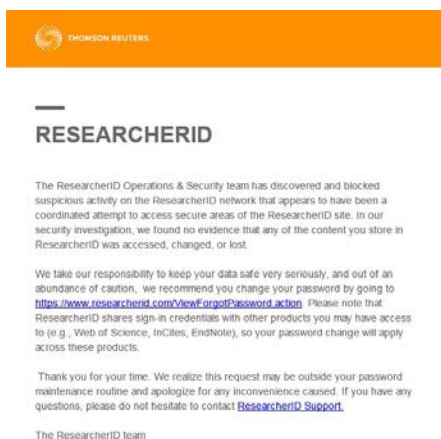 THOMSON REUTERS
RESEARCHERID
The ResearcherID Operations & Security team has discovered and blocked
suspicious activity on the ResearcherID network that appears to have been a
coordinated attempt to access secure areas of the ResearcherID site. In our
security investigation, we found no evidence that any of the content you store in
ResearcherID was accessed, changed, or lost.
We take our responsibility to keep your data safe very seriously, and out of an
abundance of caution, we recommend you change your password by going to
https://www.researcherid.com/ViewForgotPassword.action. Please note that
ResearcherID shares sign-in credentials with other products you may have access
to (e.g., Web of Science, InCites, EndNote), so your password change will apply
across these products.
Thank you for your time. We realize this request may be outside your password
maintenance routine and apologize for any inconvenience caused. If you have any
questions, please do not hesitate to contact ResearcherID Support.
The ResearcherID team